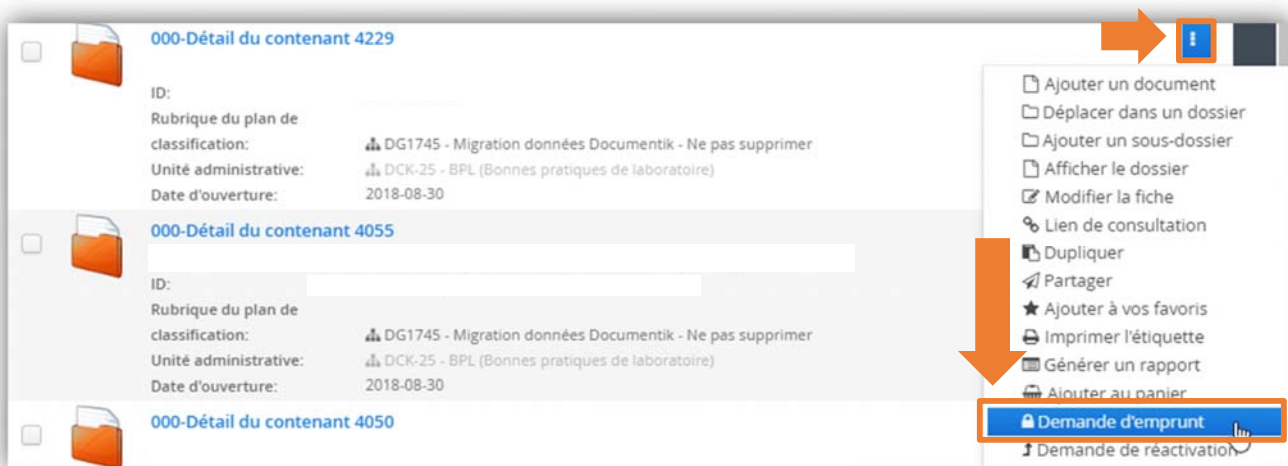 000-Détail du contenant 4229
ID:
Rubrique du plan de
classification: DG1745 - Migration données Documentik - Ne pas supprimer
Unité administrative: DCK-25 - BPL (Bonnes pratiques de laboratoire)
Date d'ouverture: 2018-08-30
000-Détail du contenant 4055
ID:
Rubrique du plan de
classification: DG1745 - Migration données Documentik - Ne pas supprimer
Unité administrative: DCK-25 - BPL (Bonnes pratiques de laboratoire)
Date d'ouverture: 2018-08-30
000-Détail du contenant 4050
Ajouter un document
Déplacer dans un dossier
Ajouter un sous-dossier
Afficher le dossier
Modifier la fiche
Lien de consultation
Dupliquer
Partager
Ajouter à vos favoris
Imprimer l'étiquette
Générer un rapport
Ajouter au panier
Demande d'emprunt
Demande de réactivation